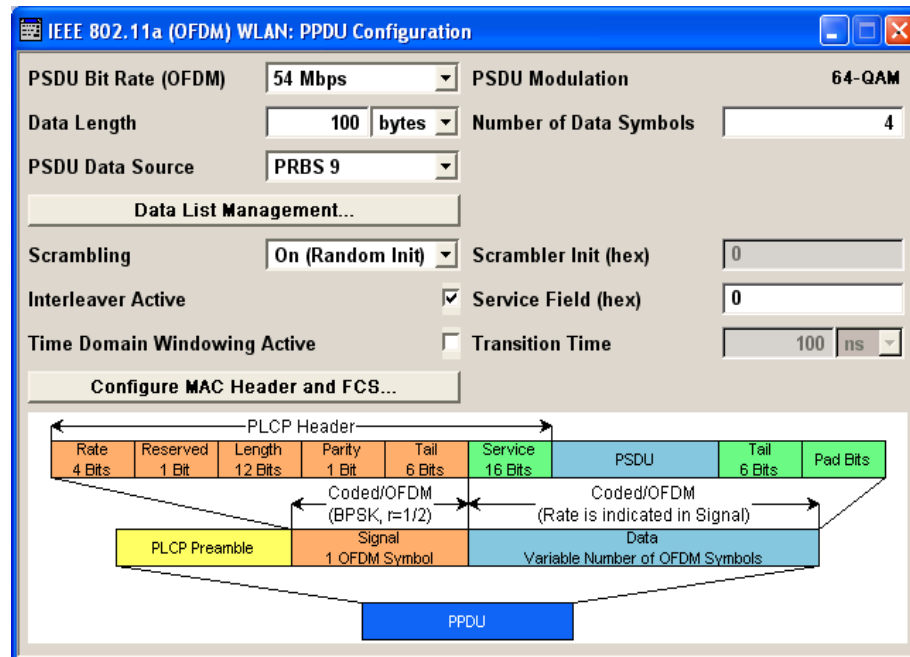 IEEE 802.11a (OFDM) WLAN: PPDU Configuration
PSDU Bit Rate (OFDM) 54 Mbps PSDU Modulation 64-QAM
Data Length 100 bytes Number of Data Symbols 4
PSDU Data Source PRBS 9
Data List Management...
Scrambling On (Random Init) Scrambler Init (hex) 0
Interleaver Active Service Field (hex) 0
Time Domain Windowing Active Transition Time 100 ns
Configure MAC Header and FCS...
PLCP Header
Rate Reserved Length Parity Tail Service PSDU Tail Pad Bits
4 Bits 1 Bit 12 Bits 1 Bit 6 Bits 16 Bits 6 Bits
Coded/OFDM Coded/OFDM
(BPSK, r=1/2) (Rate is indicated in Signal)
PLCP Preamble Signal Data
1 OFDM Symbol Variable Number of OFDM Symbols
PPDU